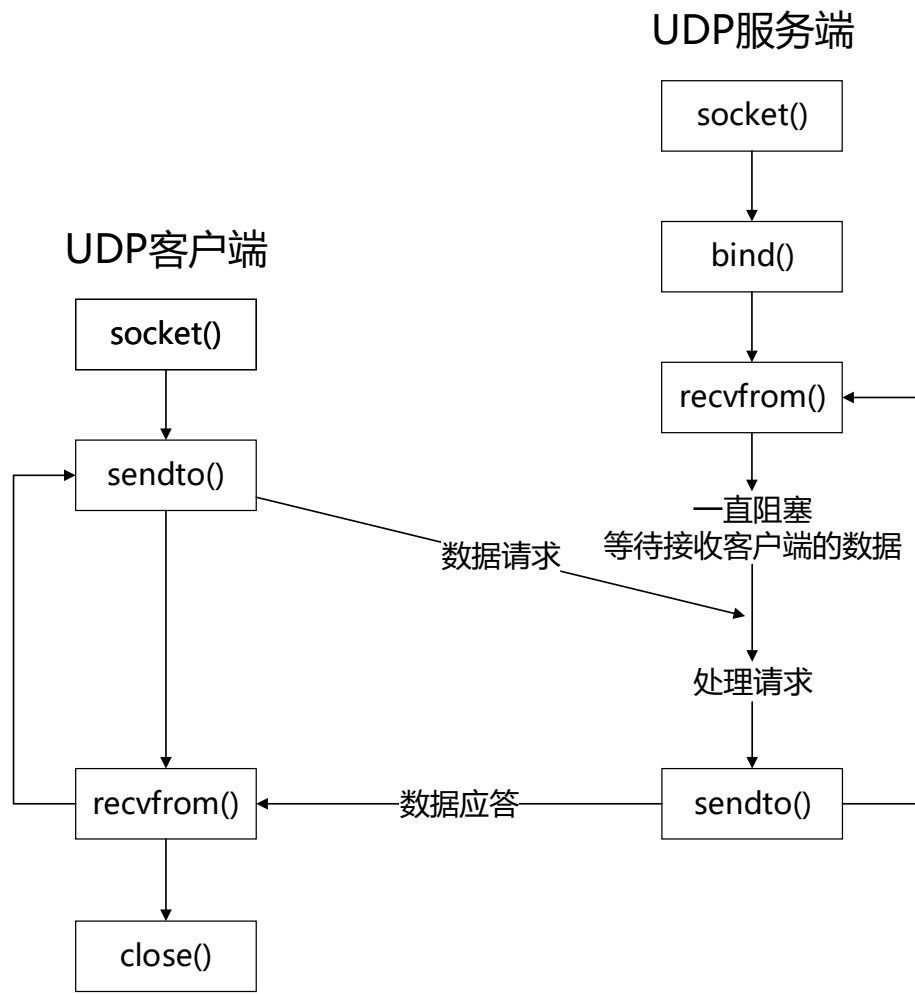 UDP服务端
socket()
bind()
recvfrom()
一直阻塞
等待接收客户端的数据
处理请求
sendto()
UDP客户端
socket()
sendto()
数据请求
recvfrom()
数据应答
close()